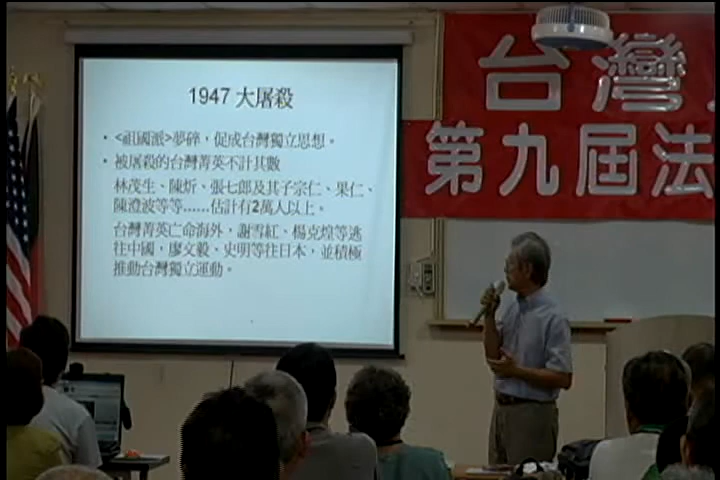 1947 大屠殺
• <祖國派>夢碎，促成台灣獨立思想。
• 被屠殺的台灣菁英不計其數
林茂生、陳炘、張七郎及其子宗仁、果仁、
陳澄波等等......估計有2萬人以上。
台灣菁英亡命海外，謝雪紅、楊克煌等逃
往中國，廖文毅、史明等往日本，並積極
推動台灣獨立運動。
台灣
第九屆法